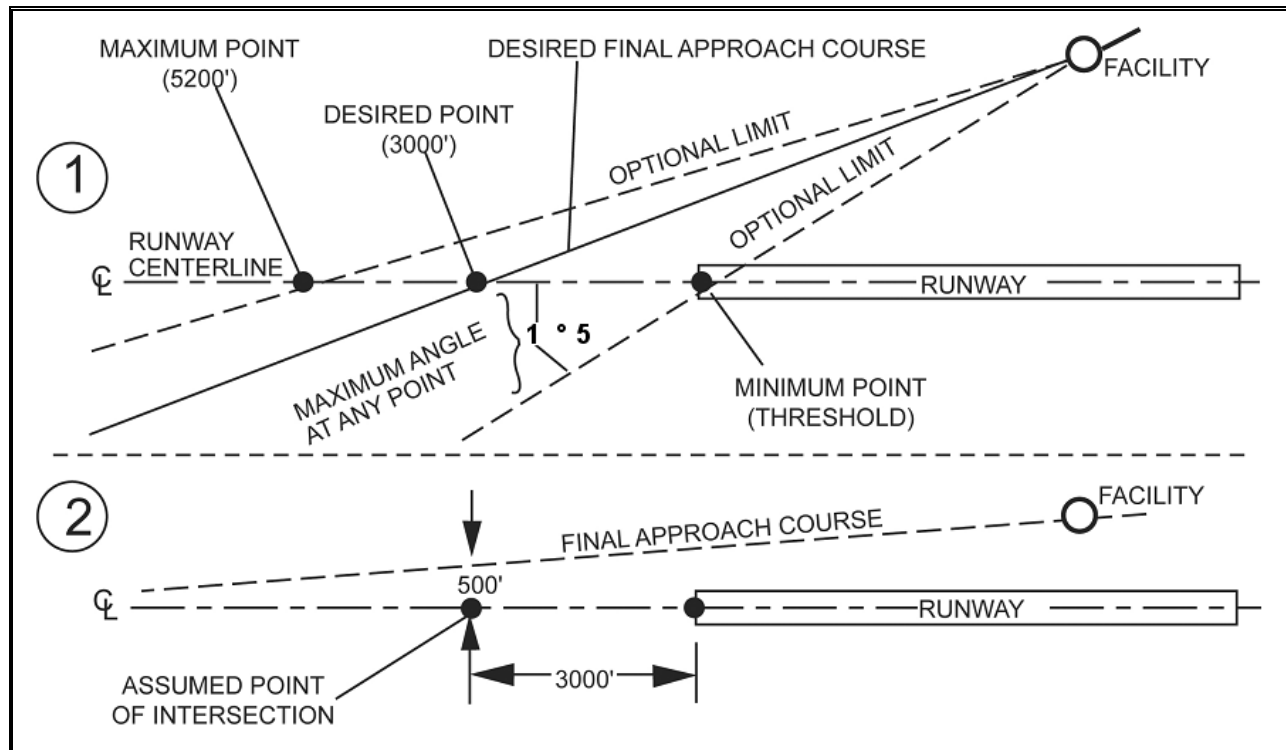 MAXIMUM POINT
(5200')
DESIRED FINAL APPROACH COURSE
FACILITY
DESIRED POINT
(3000')
OPTIONAL LIMIT
OPTIONAL LIMIT
1
RUNWAY
CENTERLINE
℄
RUNWAY
MAXIMUM ANGLE
AT ANY POINT
1 ° 5
MINIMUM POINT
(THRESHOLD)
2
FACILITY
FINAL APPROACH COURSE
500'
℄
RUNWAY
3000'
ASSUMED POINT
OF INTERSECTION